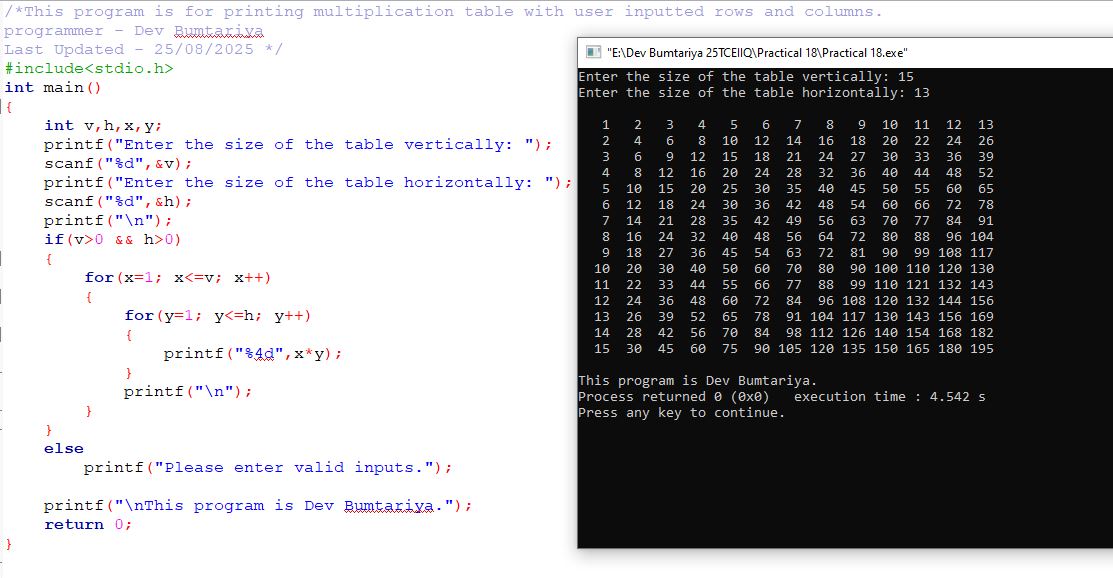 /*This program is for printing multiplication table with user inputted rows and columns.
programmer - Dev Bumtariya
Last Updated - 25/08/2025 */
#include<stdio.h>
int main()
{
    int v,h,x,y;
    printf("Enter the size of the table vertically: ");
    scanf("%d",&v);
    printf("Enter the size of the table horizontally: ");
    scanf("%d",&h);
    printf("\n");
    if(v>0 && h>0)
    {
        for(x=1; x<=v; x++)
        {
            for(y=1; y<=h; y++)
            {
                printf("%4d",x*y);
            }
            printf("\n");
        }
    }
    else
        printf("Please enter valid inputs.");
    printf("\nThis program is Dev Bumtariya.");
    return 0;
}
"E:\Dev Bumtariya 25TCEIIQ\Practical 18\Practical 18.exe"
Enter the size of the table vertically: 15
Enter the size of the table horizontally: 13
   1   2   3   4   5   6   7   8   9  10  11  12  13
   2   4   6   8  10  12  14  16  18  20  22  24  26
   3   6   9  12  15  18  21  24  27  30  33  36  39
   4   8  12  16  20  24  28  32  36  40  44  48  52
   5  10  15  20  25  30  35  40  45  50  55  60  65
   6  12  18  24  30  36  42  48  54  60  66  72  78
   7  14  21  28  35  42  49  56  63  70  77  84  91
   8  16  24  32  40  48  56  64  72  80  88  96 104
   9  18  27  36  45  54  63  72  81  90  99 108 117
  10  20  30  40  50  60  70  80  90 100 110 120 130
  11  22  33  44  55  66  77  88  99 110 121 132 143
  12  24  36  48  60  72  84  96 108 120 132 144 156
  13  26  39  52  65  78  91 104 117 130 143 156 169
  14  28  42  56  70  84  98 112 126 140 154 168 182
  15  30  45  60  75  90 105 120 135 150 165 180 195
This program is Dev Bumtariya.
Process returned 0 (0x0)   execution time : 4.542 s
Press any key to continue.